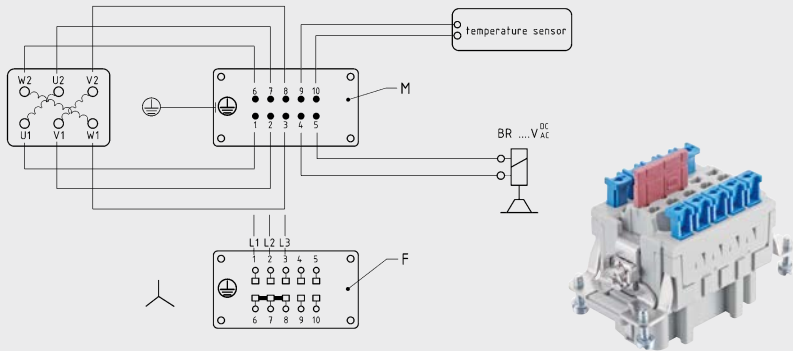 temperature sensor
W2 U2 V2
U1 V1 W1
6 7 8 9 10
1 2 3 4 5
M
BR ....V DC AC
L1 L2 L3
1 2 3 4 5
6 7 8 9 10
F